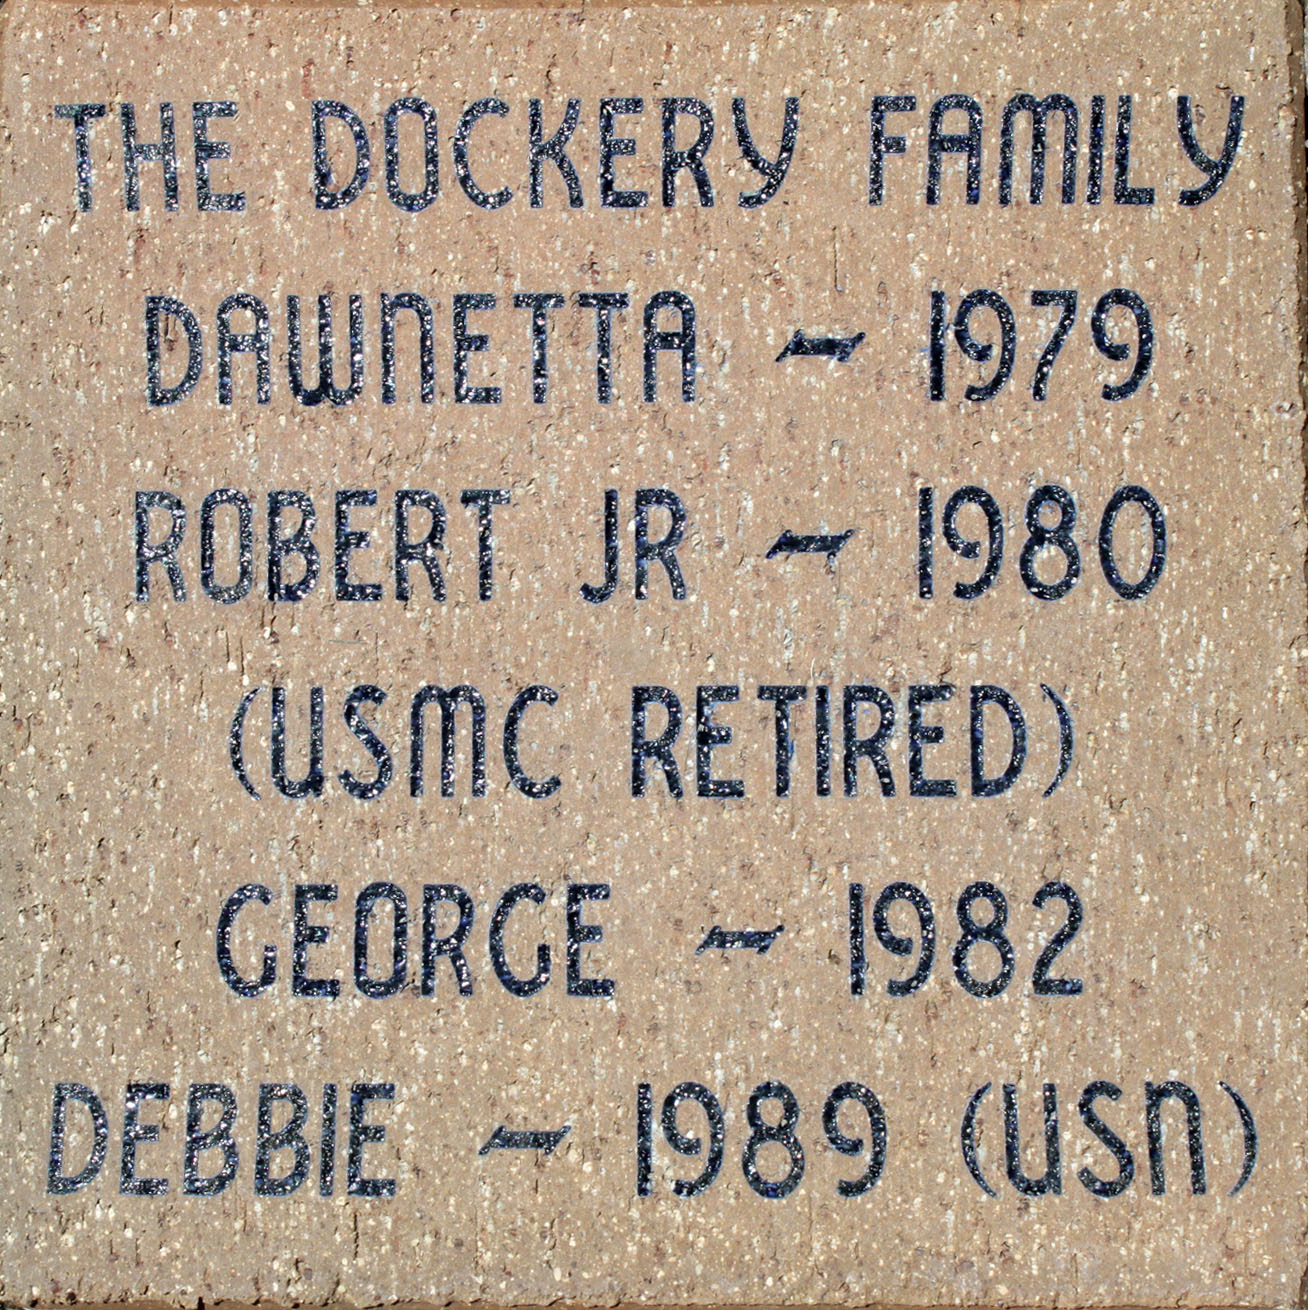 THE DOCKERY FAMILY
DAWNETTA ~ 1979
ROBERT JR ~ 1980
(USMC RETIRED)
GEORGE ~ 1982
DEBBIE ~ 1989 (USN)